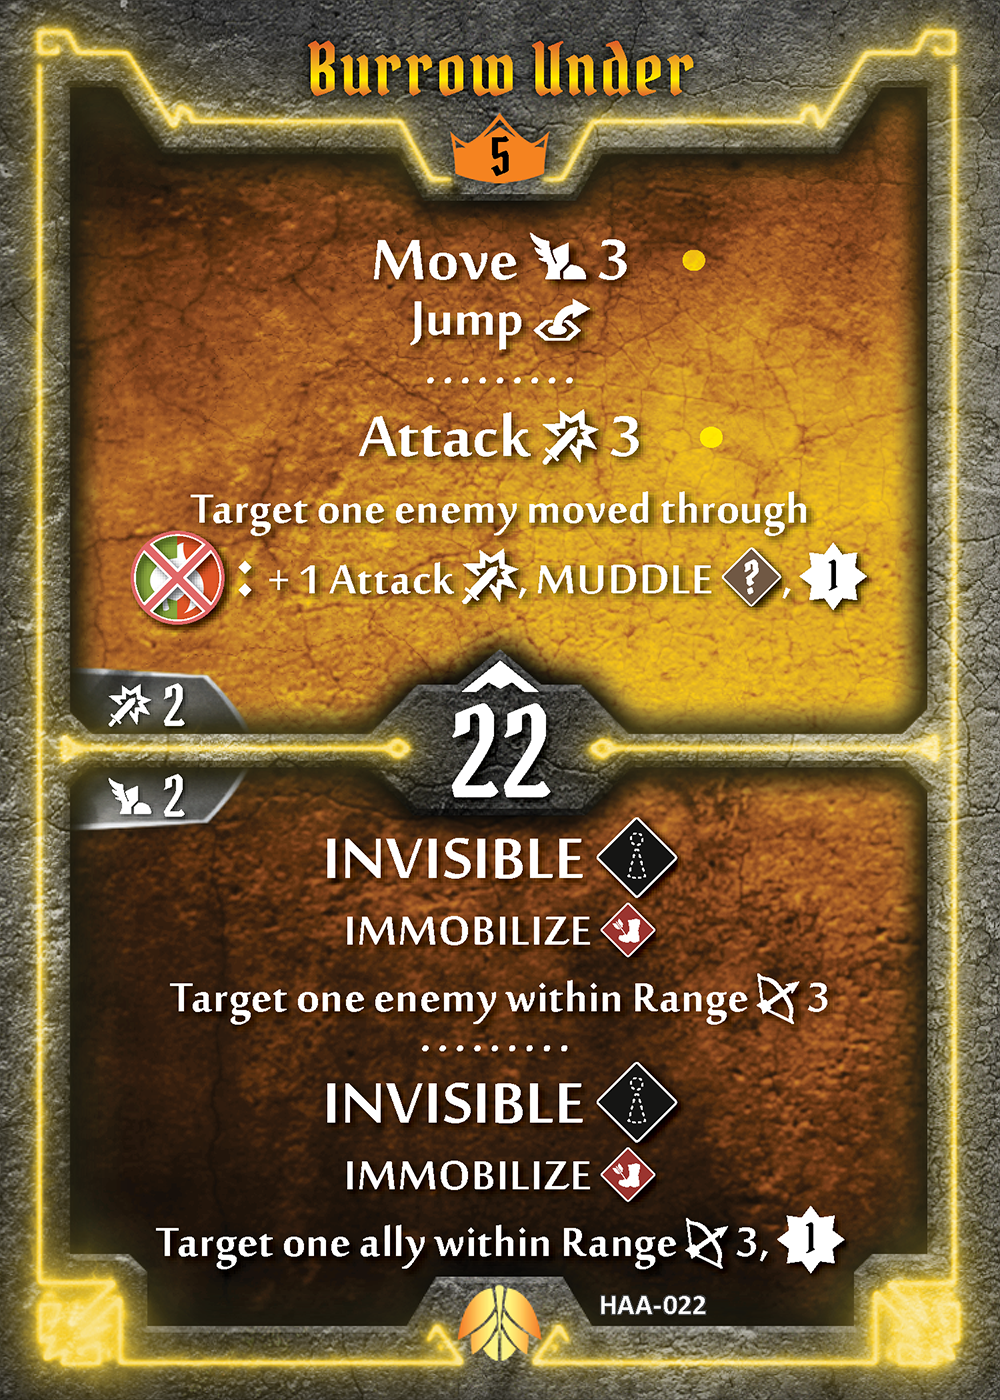 Burrow Under
5
Move 3
Jump
Attack 3
Target one enemy moved through
: + 1 Attack , MUDDLE ? , 1
2
22
2
INVISIBLE
IMMOBILIZE
Target one enemy within Range 3
INVISIBLE
IMMOBILIZE
Target one ally within Range 3, 1
HAA-022